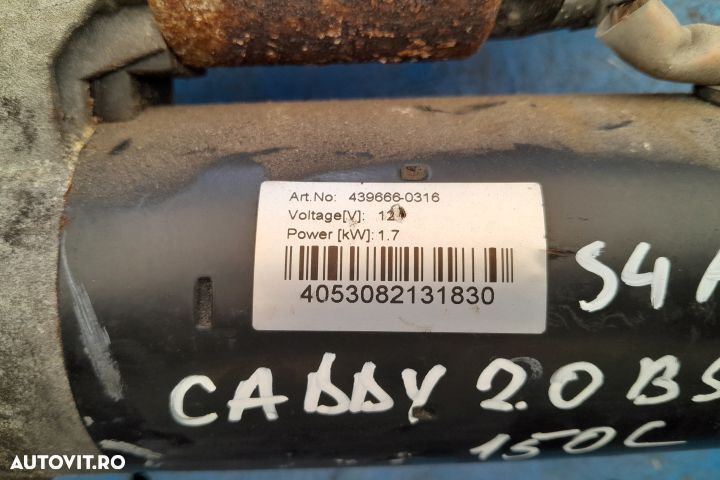 Art.No: 439666-0316
Voltage[V]: 12
Power [kW]: 1.7
4053082131830
S4
CADDY 2.0 BS
150C
AUTOVIT.RO